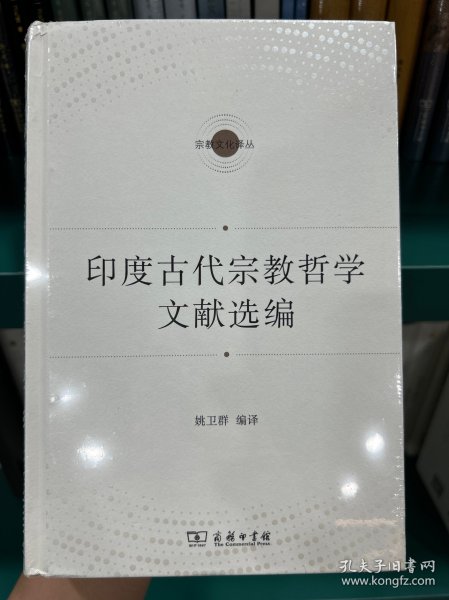 宗教文化译丛
印度古代宗教哲学
文献选编
姚卫群 编译
商务印书馆
The Commercial Press
孔夫子旧书网
www.kongfz.com